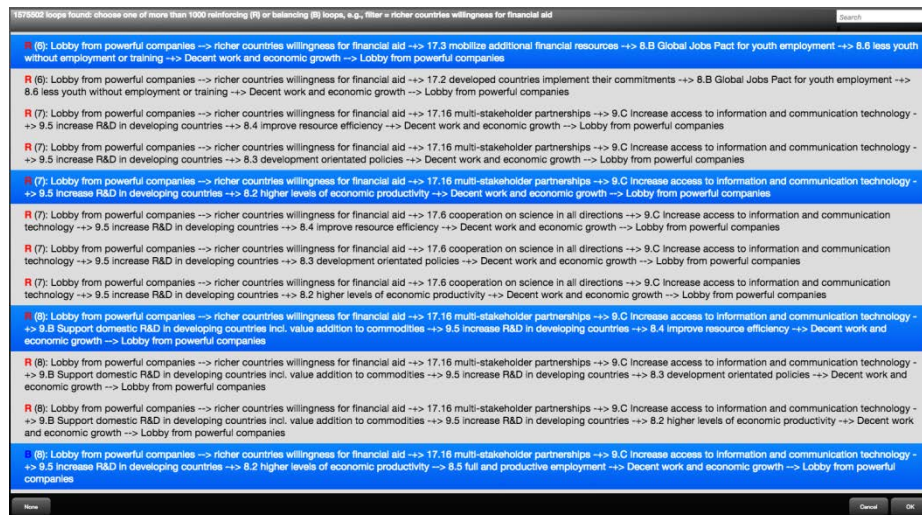 1575502 loops found: choose one of more than 1000 reinforcing (R) or balancing (B) loops, e.g., filter = richer countries willingness for financial aid
Search
R (6): Lobby from powerful companies --> richer countries willingness for financial aid -+> 17.3 mobilize additional financial resources -+> 8.B Global Jobs Pact for youth employment -+> 8.6 less youth
without employment or training -+> Decent work and economic growth --> Lobby from powerful companies
R (6): Lobby from powerful companies --> richer countries willingness for financial aid -+> 17.2 developed countries implement their commitments -+> 8.B Global Jobs Pact for youth employment -+>
8.6 less youth without employment or training -+> Decent work and economic growth --> Lobby from powerful companies
R (7): Lobby from powerful companies --> richer countries willingness for financial aid -+> 17.16 multi-stakeholder partnerships -+> 9.C Increase access to information and communication technology -
+> 9.5 increase R&D in developing countries -+> 8.4 improve resource efficiency -+> Decent work and economic growth --> Lobby from powerful companies
R (7): Lobby from powerful companies --> richer countries willingness for financial aid -+> 17.16 multi-stakeholder partnerships -+> 9.C Increase access to information and communication technology -
+> 9.5 increase R&D in developing countries -+> 8.3 development orientated policies -+> Decent work and economic growth --> Lobby from powerful companies
R (7): Lobby from powerful companies --> richer countries willingness for financial aid -+> 17.16 multi-stakeholder partnerships -+> 9.C Increase access to information and communication technology -
+> 9.5 increase R&D in developing countries -+> 8.2 higher levels of economic productivity -+> Decent work and economic growth --> Lobby from powerful companies
R (7): Lobby from powerful companies --> richer countries willingness for financial aid -+> 17.6 cooperation on science in all directions -+> 9.C Increase access to information and communication
technology -+> 9.5 increase R&D in developing countries -+> 8.4 improve resource efficiency -+> Decent work and economic growth --> Lobby from powerful companies
R (7): Lobby from powerful companies --> richer countries willingness for financial aid -+> 17.6 cooperation on science in all directions -+> 9.C Increase access to information and communication
technology -+> 9.5 increase R&D in developing countries -+> 8.3 development orientated policies -+> Decent work and economic growth --> Lobby from powerful companies
R (7): Lobby from powerful companies --> richer countries willingness for financial aid -+> 17.6 cooperation on science in all directions -+> 9.C Increase access to information and communication
technology -+> 9.5 increase R&D in developing countries -+> 8.2 higher levels of economic productivity -+> Decent work and economic growth --> Lobby from powerful companies
R (8): Lobby from powerful companies --> richer countries willingness for financial aid -+> 17.16 multi-stakeholder partnerships -+> 9.C Increase access to information and communication technology -
+> 9.B Support domestic R&D in developing countries incl. value addition to commodities -+> 9.5 increase R&D in developing countries -+> 8.4 improve resource efficiency -+> Decent work and
economic growth --> Lobby from powerful companies
R (8): Lobby from powerful companies --> richer countries willingness for financial aid -+> 17.16 multi-stakeholder partnerships -+> 9.C Increase access to information and communication technology -
+> 9.B Support domestic R&D in developing countries incl. value addition to commodities -+> 9.5 increase R&D in developing countries -+> 8.3 development orientated policies -+> Decent work and
economic growth --> Lobby from powerful companies
R (8): Lobby from powerful companies --> richer countries willingness for financial aid -+> 17.16 multi-stakeholder partnerships -+> 9.C Increase access to information and communication technology -
+> 9.B Support domestic R&D in developing countries incl. value addition to commodities -+> 9.5 increase R&D in developing countries -+> 8.2 higher levels of economic productivity -+> Decent work
and economic growth --> Lobby from powerful companies
B (8): Lobby from powerful companies --> richer countries willingness for financial aid -+> 17.16 multi-stakeholder partnerships -+> 9.C Increase access to information and communication technology -
+> 9.5 increase R&D in developing countries -+> 8.2 higher levels of economic productivity --> 8.5 full and productive employment -+> Decent work and economic growth --> Lobby from powerful
companies
None
Cancel
OK